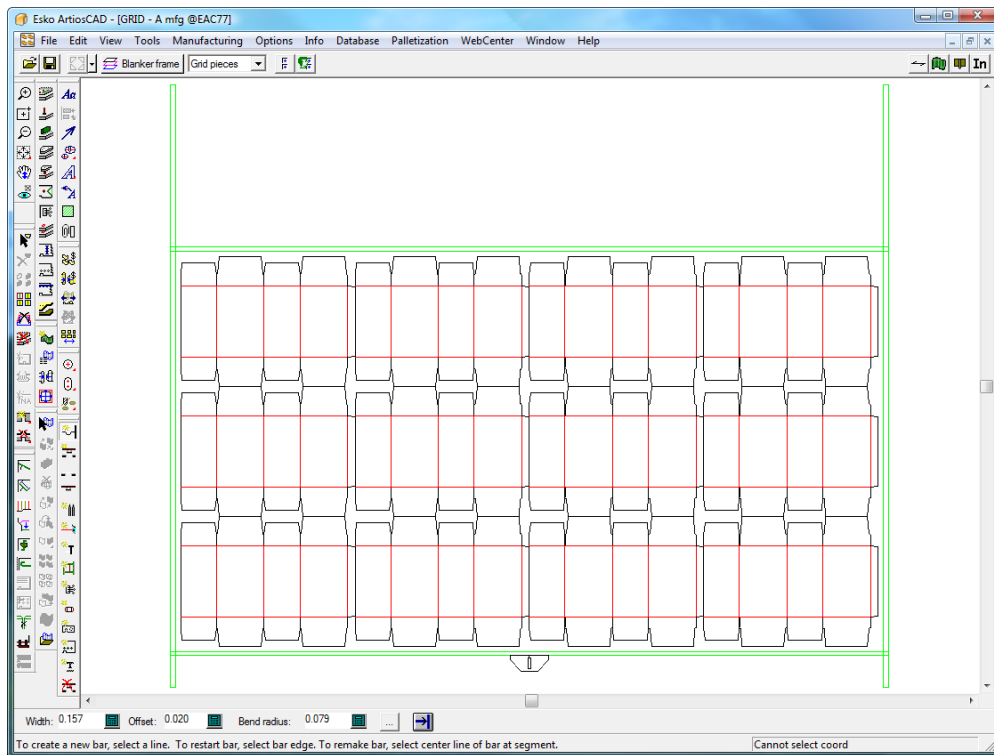 Esko ArtiosCAD - [GRID - A mfg @EAC77]
File Edit View Tools Manufacturing Options Info Database Palletization WebCenter Window Help
Blanker frame Grid pieces In
Width: 0.157 Offset: 0.020 Bend radius: 0.079 ...
To create a new bar, select a line. To restart bar, select bar edge. To remake bar, select center line of bar at segment. Cannot select coord